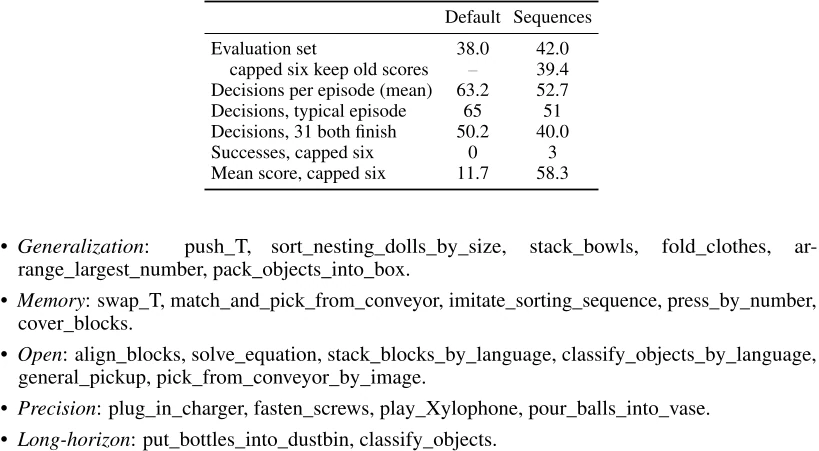 Default Sequences
Evaluation set 38.0 42.0
capped six keep old scores – 39.4
Decisions per episode (mean) 63.2 52.7
Decisions, typical episode 65 51
Decisions, 31 both finish 50.2 40.0
Successes, capped six 0 3
Mean score, capped six 11.7 58.3
• Generalization: push_T, sort_nesting_dolls_by_size, stack_bowls, fold_clothes, ar-
range_largest_number, pack_objects_into_box.
• Memory: swap_T, match_and_pick_from_conveyor, imitate_sorting_sequence, press_by_number,
cover_blocks.
• Open: align_blocks, solve_equation, stack_blocks_by_language, classify_objects_by_language,
general_pickup, pick_from_conveyor_by_image.
• Precision: plug_in_charger, fasten_screws, play_Xylophone, pour_balls_into_vase.
• Long-horizon: put_bottles_into_dustbin, classify_objects.